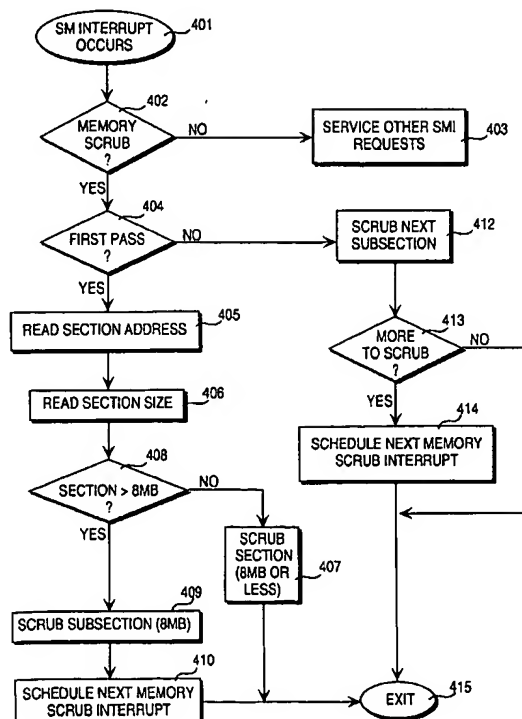 SM INTERRUPT
OCCURS
401
402
MEMORY
SCRUB
?
NO
YES
SERVICE OTHER SMI
REQUESTS
403
404
FIRST PASS
?
NO
YES
SCRUB NEXT
SUBSECTION
412
READ SECTION ADDRESS
405
413
MORE
TO SCRUB
?
NO
YES
READ SECTION SIZE
406
414
SCHEDULE NEXT MEMORY
SCRUB INTERRUPT
408
SECTION > 8MB
?
NO
YES
SCRUB
SECTION
(8MB OR
LESS)
407
409
SCRUB SUBSECTION (8MB)
410
SCHEDULE NEXT MEMORY
SCRUB INTERRUPT
EXIT
415